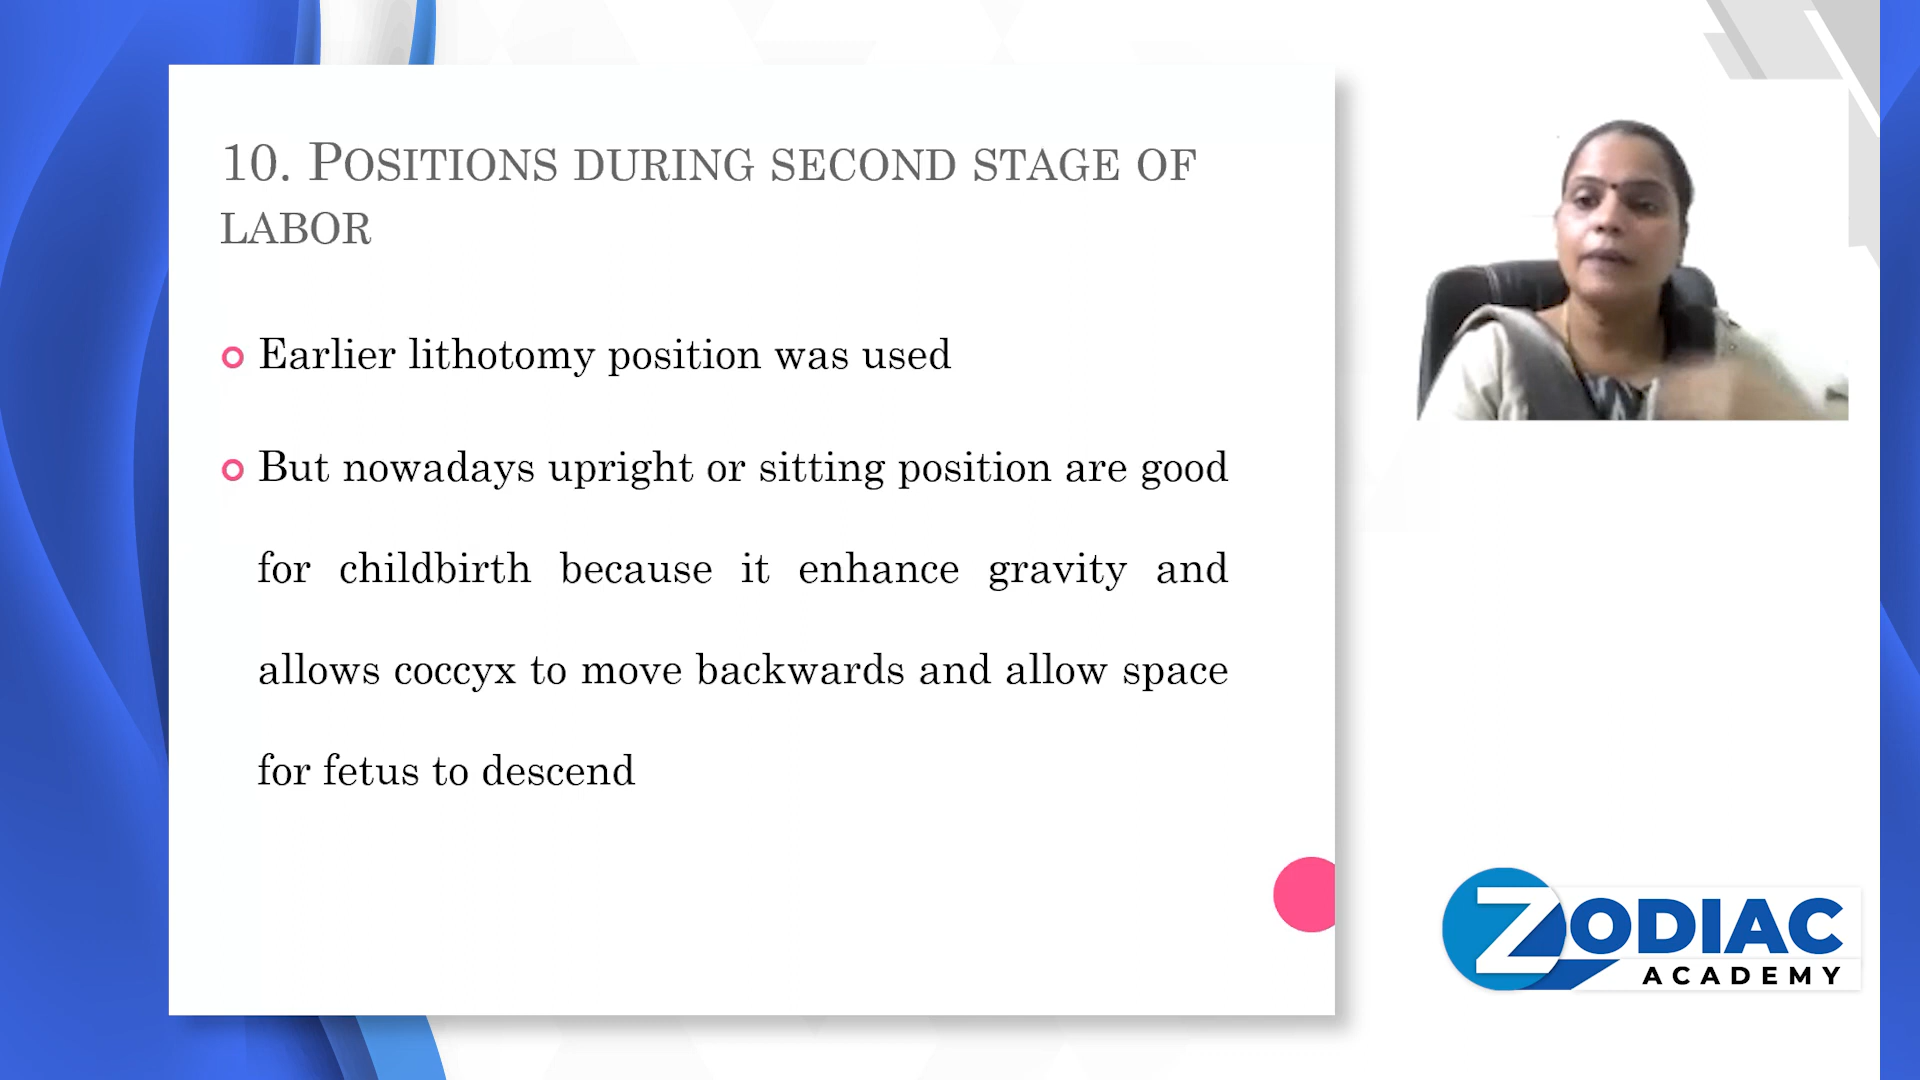 10. POSITIONS DURING SECOND STAGE OF
LABOR
Earlier lithotomy position was used
But nowadays upright or sitting position are good
for childbirth because it enhance gravity and
allows coccyx to move backwards and allow space
for fetus to descend
ZODIAC
ACADEMY